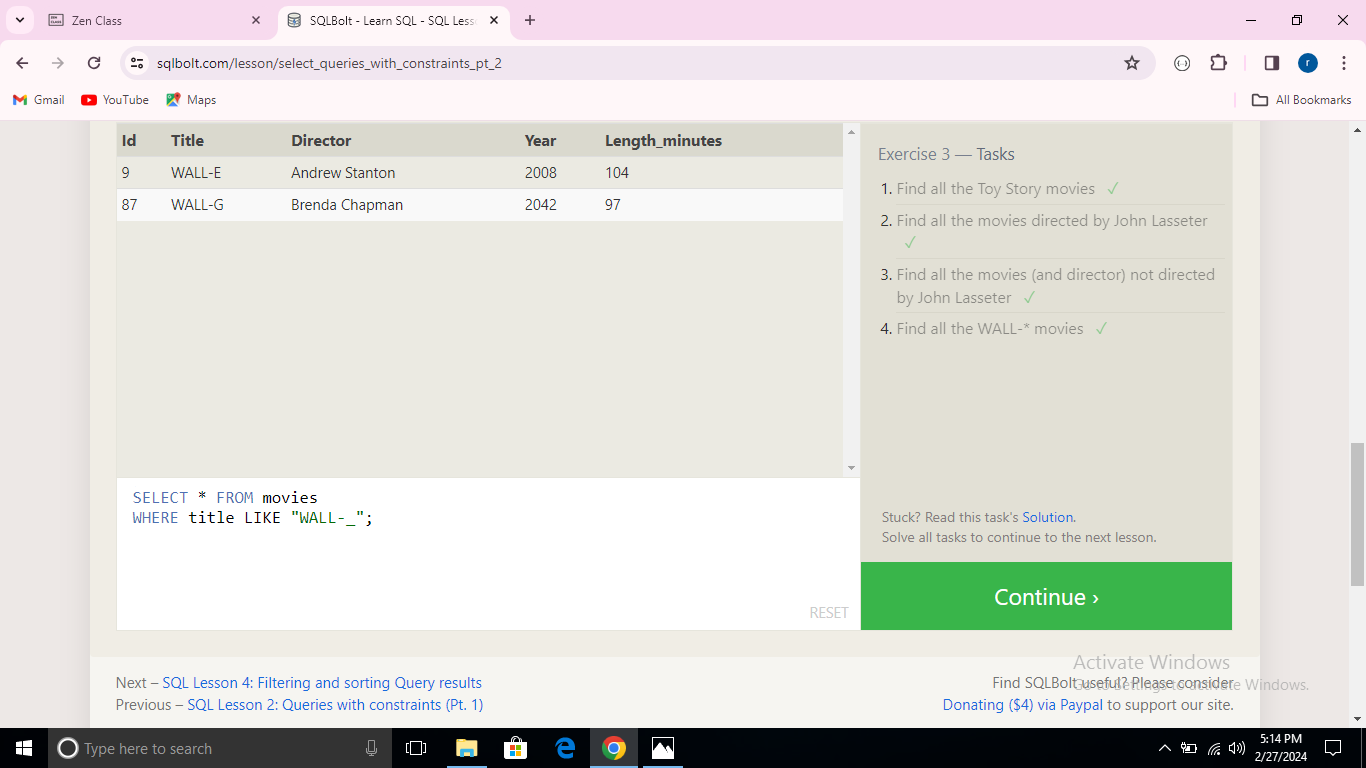 Zen Class
SQLBolt - Learn SQL - SQL Less
sqlbolt.com/lesson/select_queries_with_constraints_pt_2
r
Gmail YouTube Maps All Bookmarks
Id Title Director Year Length_minutes
9 WALL-E Andrew Stanton 2008 104
87 WALL-G Brenda Chapman 2042 97
Exercise 3 — Tasks
1. Find all the Toy Story movies ✓
2. Find all the movies directed by John Lasseter
✓
3. Find all the movies (and director) not directed
by John Lasseter ✓
4. Find all the WALL-* movies ✓
SELECT * FROM movies
WHERE title LIKE "WALL-_";
RESET
Stuck? Read this task's Solution.
Solve all tasks to continue to the next lesson.
Continue ›
Next – SQL Lesson 4: Filtering and sorting Query results
Previous – SQL Lesson 2: Queries with constraints (Pt. 1)
Find SQLBolt useful? Please consider
Donating ($4) via Paypal to support our site.
Activate Windows
Go to Settings to activate Windows.
Type here to search
5:14 PM
2/27/2024